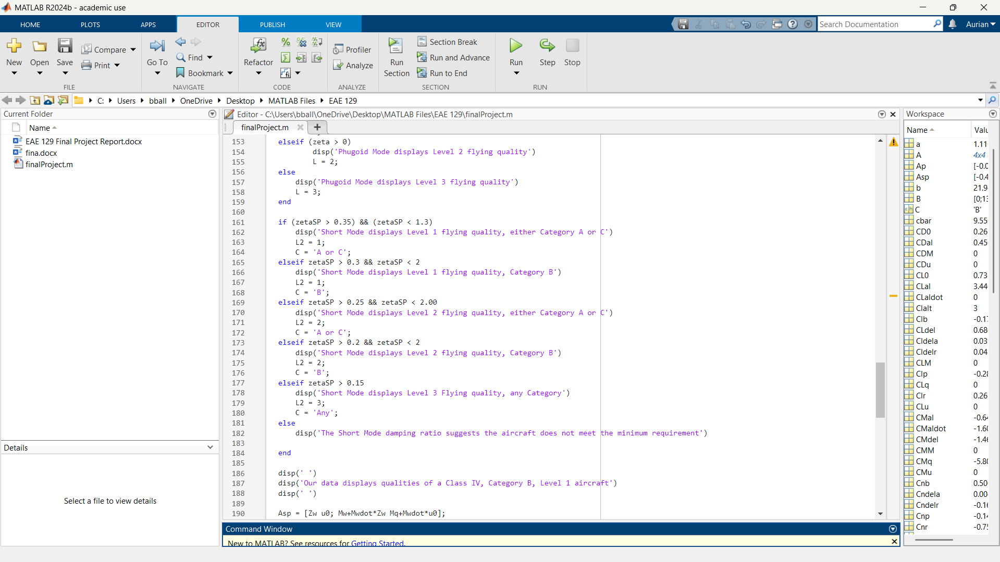 MATLAB R2024b - academic use
HOME PLOTS APPS EDITOR PUBLISH VIEW
Search Documentation
Aurian
New
Open
Save
Compare
Print
FILE
Go To
Find
Bookmark
NAVIGATE
Refactor
CODE
Profiler
Analyze
ANALYZE
Run
Section
Section Break
Run and Advance
Run to End
SECTION
Run
Step
Stop
RUN
C: Users bball OneDrive Desktop MATLAB Files EAE 129
Current Folder
Name
EAE 129 Final Project Report.docx
fina.docx
finalProject.m
Details
Select a file to view details
Editor - C:\Users\bball\OneDrive\Desktop\MATLAB Files\EAE 129\finalProject.m
finalProject.m
153 elseif (zeta > 0)
154 disp('Phugoid Mode displays Level 2 flying quality')
155 L = 2;
156 else
157 disp('Phugoid Mode displays Level 3 flying quality')
158 L = 3;
159 end
160
161 if (zetaSP > 0.35) && (zetaSP < 1.3)
162 disp('Short Mode displays Level 1 flying quality, either Category A or C')
163 L2 = 1;
164 C = 'A or C';
165 elseif zetaSP > 0.3 && zetaSP < 2
166 disp('Short Mode displays Level 1 flying quality, Category B')
167 L2 = 1;
168 C = 'B';
169 elseif zetaSP > 0.25 && zetaSP < 2.00
170 disp('Short Mode displays Level 2 flying quality, either Category A or C')
171 L2 = 2;
172 C = 'A or C';
173 elseif zetaSP > 0.2 && zetaSP < 2
174 disp('Short Mode displays Level 2 flying quality, Category B')
175 L2 = 2;
176 C = 'B';
177 elseif zetaSP > 0.15
178 disp('Short Mode displays Level 3 Flying quality, any Category')
179 L2 = 3;
180 C = 'Any';
181 else
182 disp('The Short Mode damping ratio suggests the aircraft does not meet the minimum requirement')
183
184 end
185
186 disp(' ')
187 disp('Our data displays qualities of a Class IV, Category B, Level 1 aircraft')
188 disp(' ')
189
190 Asp = [Zw u0; Mw+Mwdot*Zw Mq+Mwdot*u0];
Command Window
New to MATLAB? See resources for Getting Started.
Workspace
Name Valu
a 1.11
A 4x4
Ap [-0.0
Asp [-0.4
b 21.9
B [0;13
C 'B'
cbar 9.55
CD0 0.26
CDal 0.45
CDM 0
CDu 0
CL0 0.73
CLal 3.44
CLaldot 0
Clalt 3
Clb -0.17
CLdel 0.68
Cldela 0.03
Cldelr 0.04
CLM 0
Clp -0.28
CLq 0
Clr 0.26
CLu 0
CMal -0.64
CMaldot -1.60
CMdel -1.46
CMM 0
CMq -5.80
CMu 0
Cnb 0.50
Cndela 0.00
Cndelr -0.16
Cnp -0.14
Cnr -0.75